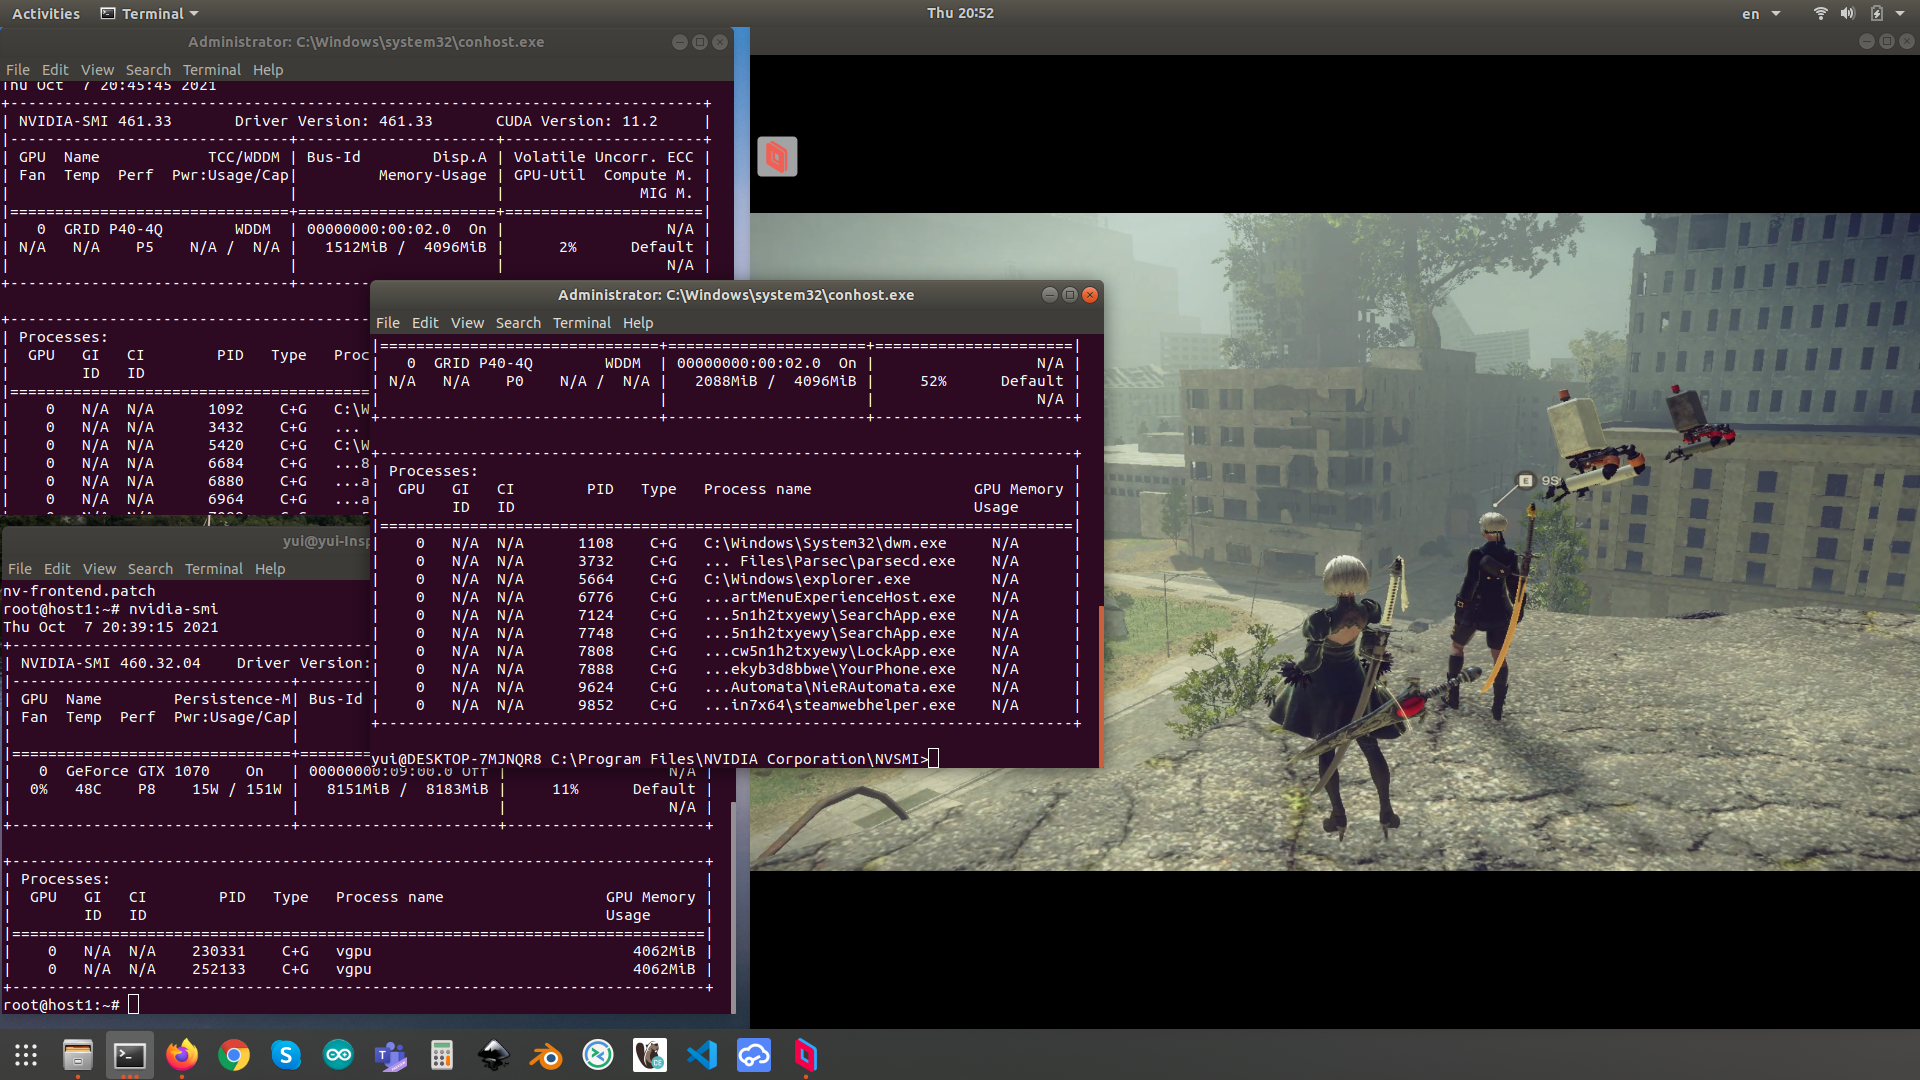 Activities Terminal Thu 20:52 en
Administrator: C:\Windows\system32\conhost.exe
File Edit View Search Terminal Help
Thu Oct  7 20:45:45 2021
+-----------------------------------------------------------------------------+
| NVIDIA-SMI 461.33       Driver Version: 461.33       CUDA Version: 11.2     |
|-------------------------------+----------------------+----------------------+
| GPU  Name            TCC/WDDM | Bus-Id        Disp.A | Volatile Uncorr. ECC |
| Fan  Temp  Perf  Pwr:Usage/Cap|         Memory-Usage | GPU-Util  Compute M. |
|                               |                      |               MIG M. |
|===============================+======================+======================|
|   0  GRID P40-4Q        WDDM  | 00000000:00:02.0  On |                  N/A |
| N/A   N/A    P5    N/A /  N/A |   1512MiB /  4096MiB |      2%      Default |
|                               |                      |                  N/A |
+-------------------------------+----------------------+
| Processes:
|  GPU   GI   CI        PID   Type   Proc
|        ID   ID
|========================================
|    0   N/A  N/A      1092    C+G   C:\W
|    0   N/A  N/A      3432    C+G   ...
|    0   N/A  N/A      5420    C+G   C:\W
|    0   N/A  N/A      6684    C+G   ...8
|    0   N/A  N/A      6880    C+G   ...a
|    0   N/A  N/A      6964    C+G   ...a
Administrator: C:\Windows\system32\conhost.exe
File Edit View Search Terminal Help
|===============================+======================+======================|
|   0  GRID P40-4Q        WDDM  | 00000000:00:02.0  On |                  N/A |
| N/A   N/A    P0    N/A /  N/A |   2088MiB /  4096MiB |     52%      Default |
|                               |                      |                  N/A |
+-------------------------------+----------------------+----------------------+
+-----------------------------------------------------------------------------+
| Processes:                                                                  |
|  GPU   GI   CI        PID   Type   Process name                  GPU Memory |
|        ID   ID                                                   Usage      |
|=============================================================================|
|    0   N/A  N/A      1108    C+G   C:\Windows\System32\dwm.exe     N/A      |
|    0   N/A  N/A      3732    C+G   ... Files\Parsec\parsecd.exe    N/A      |
|    0   N/A  N/A      5664    C+G   C:\Windows\explorer.exe         N/A      |
|    0   N/A  N/A      6776    C+G   ...artMenuExperienceHost.exe    N/A      |
|    0   N/A  N/A      7124    C+G   ...5n1h2txyewy\SearchApp.exe    N/A      |
|    0   N/A  N/A      7748    C+G   ...5n1h2txyewy\SearchApp.exe    N/A      |
|    0   N/A  N/A      7808    C+G   ...cw5n1h2txyewy\LockApp.exe    N/A      |
|    0   N/A  N/A      7888    C+G   ...ekyb3d8bbwe\YourPhone.exe    N/A      |
|    0   N/A  N/A      9624    C+G   ...Automata\NieRAutomata.exe    N/A      |
|    0   N/A  N/A      9852    C+G   ...in7x64\steamwebhelper.exe    N/A      |
+-----------------------------------------------------------------------------+
yui@DESKTOP-7MJNQR8 C:\Program Files\NVIDIA Corporation\NVSMI>
yui@yui-Insp
File Edit View Search Terminal Help
nv-frontend.patch
root@host1:~# nvidia-smi
Thu Oct  7 20:39:15 2021
+----------------------------------------
| NVIDIA-SMI 460.32.04    Driver Version:
|-------------------------------+--------
| GPU  Name        Persistence-M| Bus-Id
| Fan  Temp  Perf  Pwr:Usage/Cap|
|                               |
|===============================+========
|   0  GeForce GTX 1070    On   | 00000000:09:00.0 Off |                  N/A |
|  0%   48C    P8    15W / 151W |   8151MiB /  8183MiB |     11%      Default |
|                               |                      |                  N/A |
+-------------------------------+----------------------+----------------------+
+-----------------------------------------------------------------------------+
| Processes:                                                                  |
|  GPU   GI   CI        PID   Type   Process name                  GPU Memory |
|        ID   ID                                                   Usage      |
|=============================================================================|
|    0   N/A  N/A    230331    C+G   vgpu                             4062MiB |
|    0   N/A  N/A    252133    C+G   vgpu                             4062MiB |
+-----------------------------------------------------------------------------+
root@host1:~#
E 9S